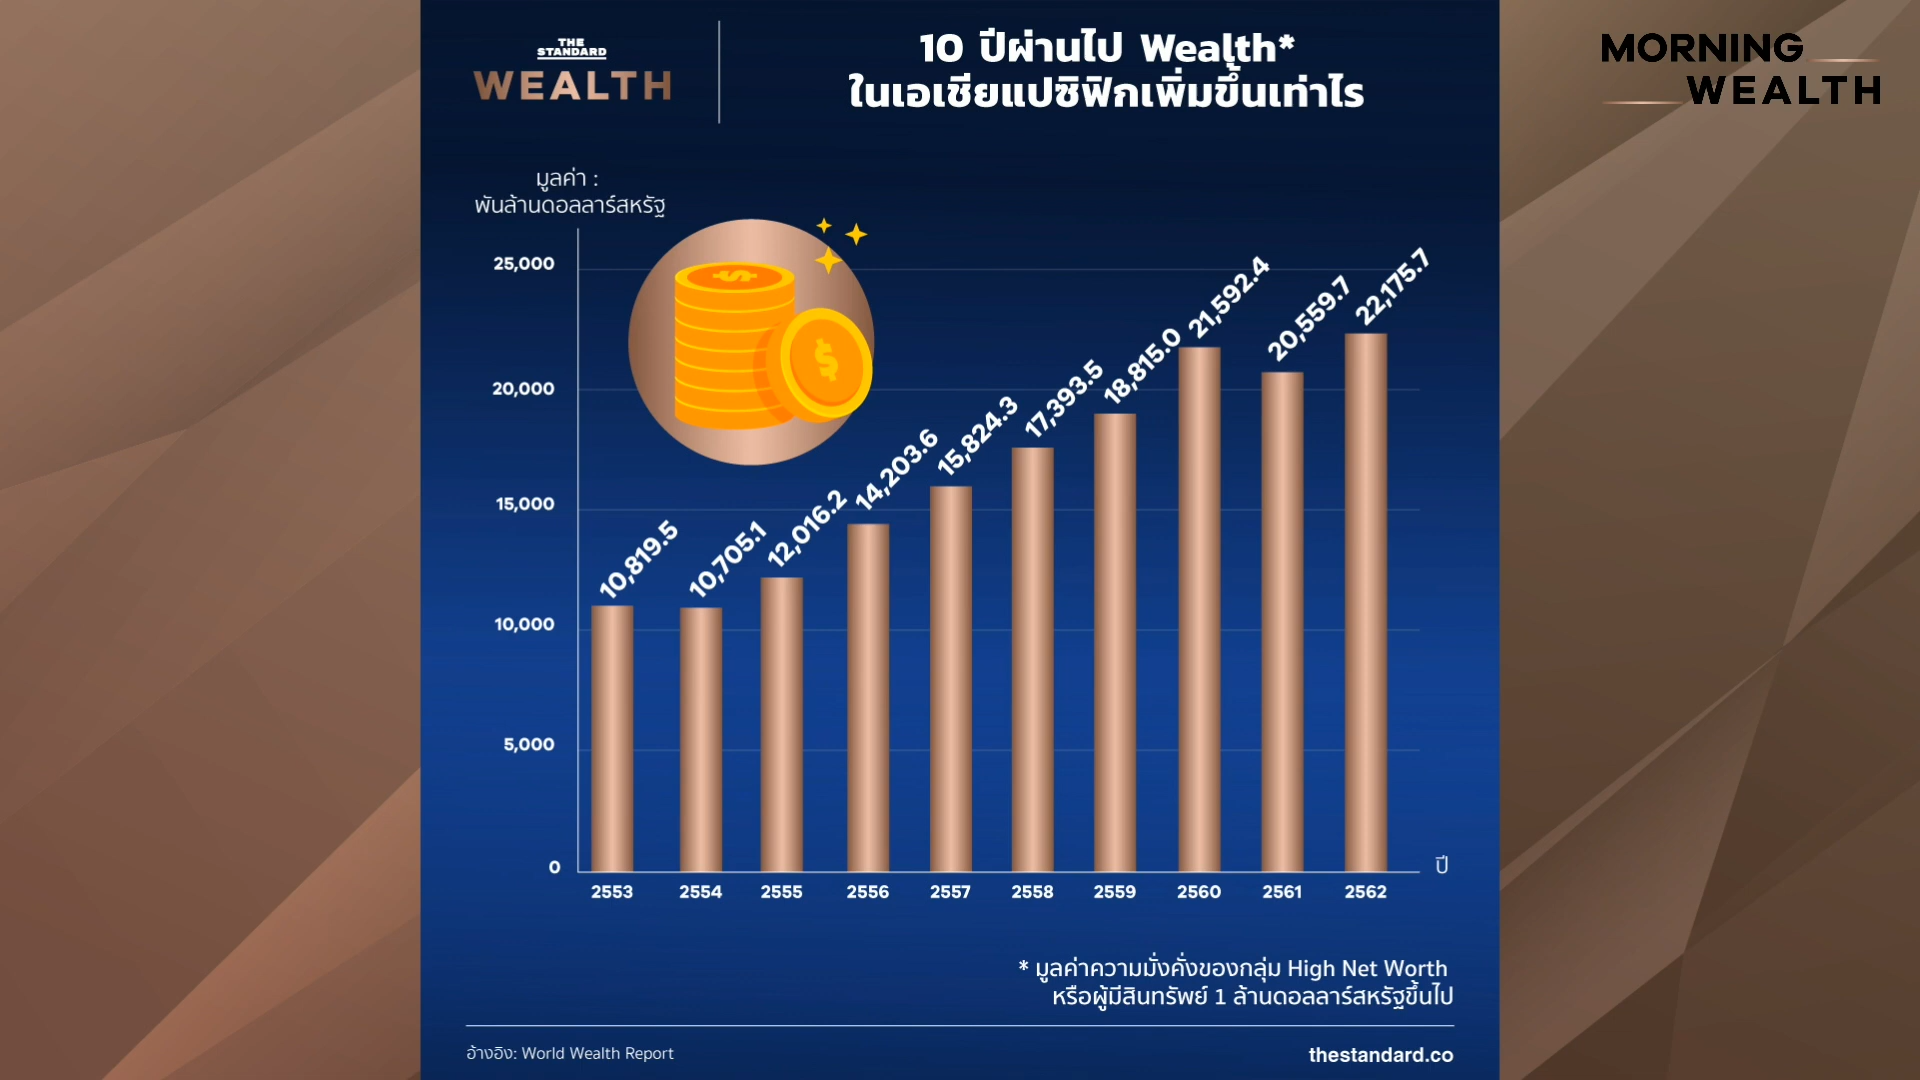 THE
STANDARD
WEALTH
10 ปีผ่านไป Wealth*
ในเอเชียแปซิฟิกเพิ่มขึ้นเท่าไร
MORNING
WEALTH
มูลค่า :
พันล้านดอลลาร์สหรัฐ
25,000
20,000
15,000
10,000
5,000
0
10,819.5
10,705.1
12,016.2
14,203.6
15,824.3
17,393.5
18,815.0
21,592.4
20,559.7
22,175.7
$
$
2553 2554 2555 2556 2557 2558 2559 2560 2561 2562
ปี
* มูลค่าความมั่งคั่งของกลุ่ม High Net Worth
หรือผู้มีสินทรัพย์ 1 ล้านดอลลาร์สหรัฐขึ้นไป
อ้างอิง: World Wealth Report
thestandard.co